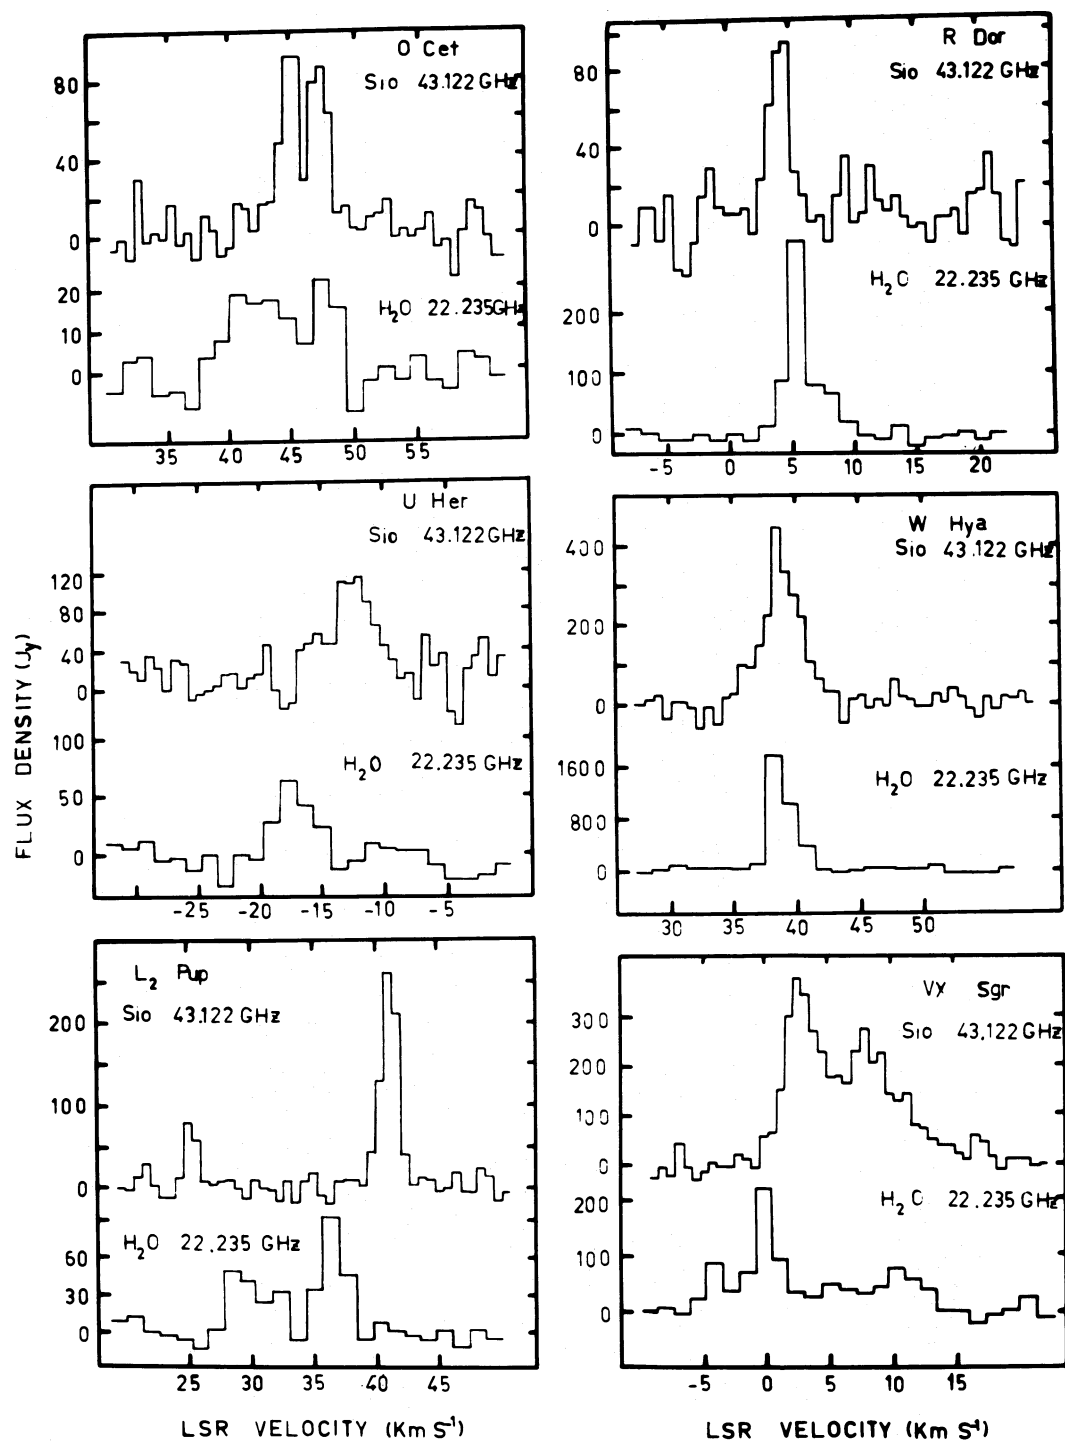 O Cet
SiO 43.122 GHz
80
40
0
H2O 22.235GHz
20
10
0
35 40 45 50 55
R Dor
SiO 43.122 GHz
80
40
0
H2O 22.235 GHz
200
100
0
-5 0 5 10 15 20
U Her
SiO 43.122 GHz
120
80
40
0
H2O 22.235 GHz
100
50
0
-25 -20 -15 -10 -5
W Hya
SiO 43.122 GHz
400
200
0
H2O 22.235 GHz
1600
800
0
30 35 40 45 50
L2 Pup
SiO 43.122 GHz
200
100
0
H2O 22.235 GHz
60
30
0
25 30 35 40 45
VX Sgr
SiO 43.122 GHz
300
200
100
0
H2O 22.235 GHz
200
100
0
-5 0 5 10 15
FLUX DENSITY (Jy)
LSR VELOCITY (Km S-1)
LSR VELOCITY (Km S-1)